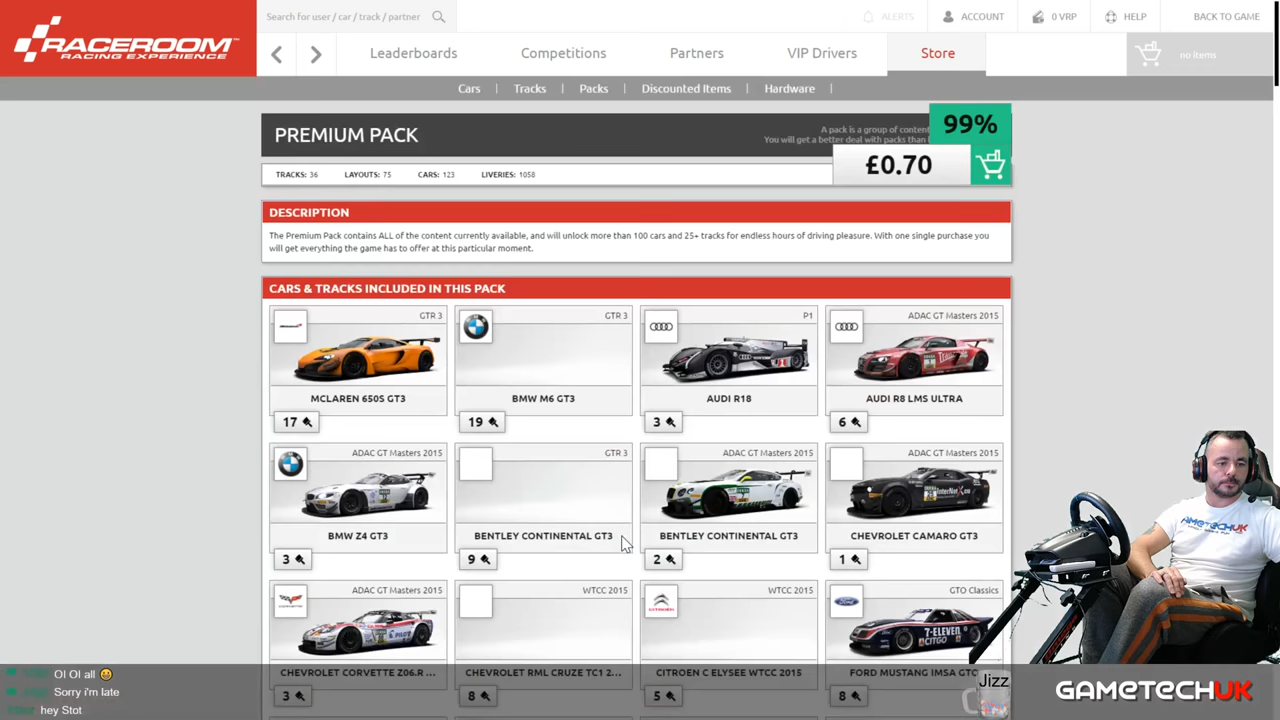 RACEROOM
RACING EXPERIENCE
Search for user / car / track / partner
ALERTS
ACCOUNT
0 VRP
HELP
BACK TO GAME
Leaderboards
Competitions
Partners
VIP Drivers
Store
no items
Cars | Tracks | Packs | Discounted Items | Hardware |
PREMIUM PACK
A pack is a group of content
You will get a better deal with packs than
99%
£0.70
TRACKS: 36
LAYOUTS: 75
CARS: 123
LIVERIES: 1058
DESCRIPTION
The Premium Pack contains ALL of the content currently available, and will unlock more than 100 cars and 25+ tracks for endless hours of driving pleasure. With one single purchase you
will get everything the game has to offer at this particular moment.
CARS & TRACKS INCLUDED IN THIS PACK
GTR 3
MCLAREN 650S GT3
17
GTR 3
BMW M6 GT3
19
P1
AUDI R18
3
ADAC GT Masters 2015
AUDI R8 LMS ULTRA
6
ADAC GT Masters 2015
BMW Z4 GT3
3
GTR 3
BENTLEY CONTINENTAL GT3
9
ADAC GT Masters 2015
BENTLEY CONTINENTAL GT3
2
ADAC GT Masters 2015
CHEVROLET CAMARO GT3
1
ADAC GT Masters 2015
CHEVROLET CORVETTE Z06.R ...
3
WTCC 2015
CHEVROLET RML CRUZE TC1 2...
8
WTCC 2015
CITROEN C ELYSEE WTCC 2015
5
GTO Classics
7-ELEVEN
CITGO
FORD MUSTANG IMSA GTO
8
GAMETECHUK
OI OI all
Sorry i'm late
hey Stot
Jizz
GAMETECHUK